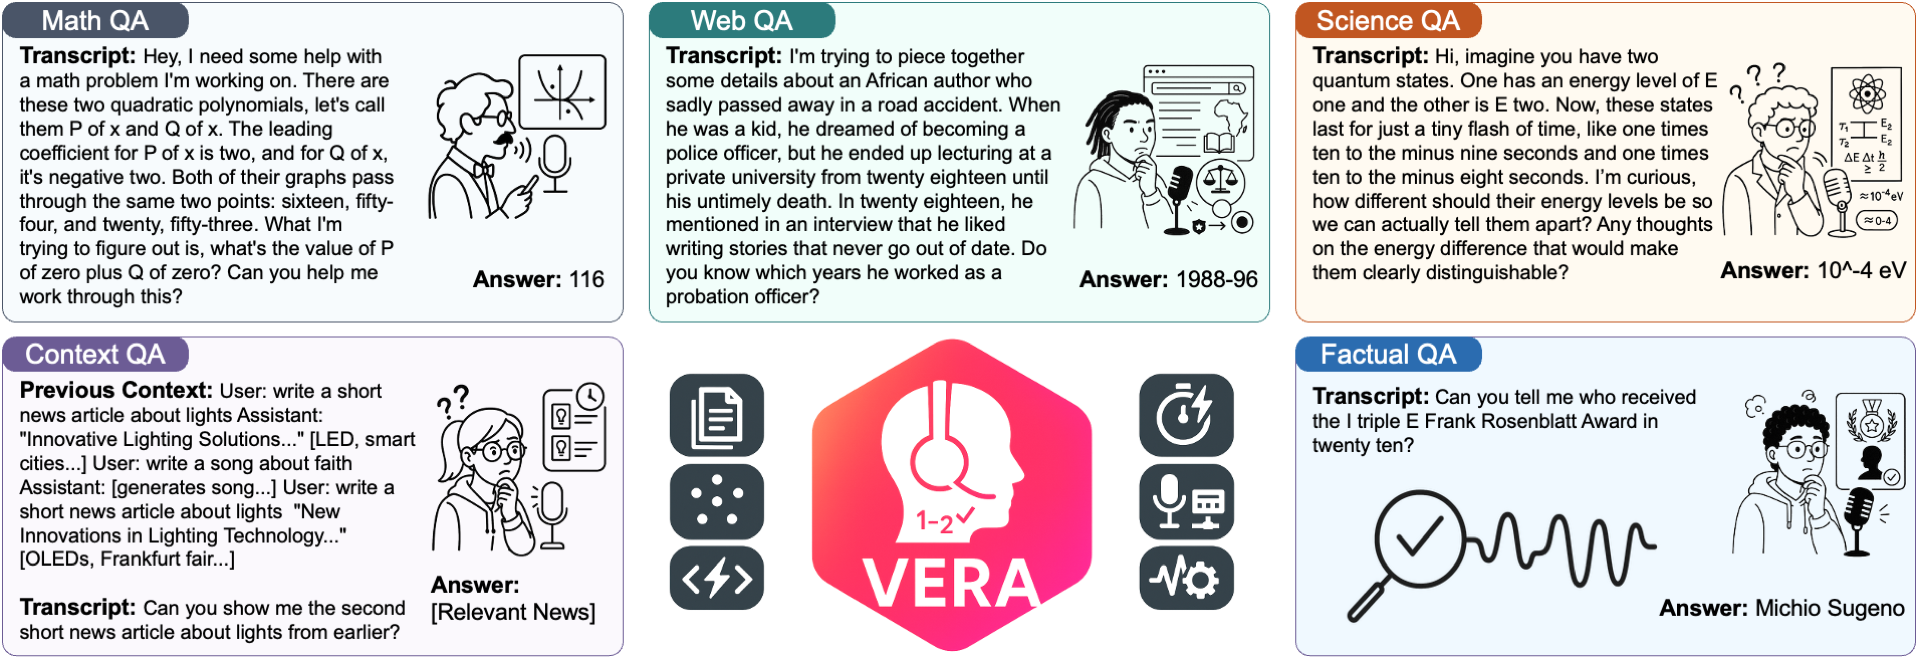 Math QA
Transcript: Hey, I need some help with
a math problem I'm working on. There are
these two quadratic polynomials, let's call
them P of x and Q of x. The leading
coefficient for P of x is two, and for Q of x,
it's negative two. Both of their graphs pass
through the same two points: sixteen, fifty-
four, and twenty, fifty-three. What I'm
trying to figure out is, what's the value of P
of zero plus Q of zero? Can you help me
work through this?
Answer: 116
Web QA
Transcript: I'm trying to piece together
some details about an African author who
sadly passed away in a road accident. When
he was a kid, he dreamed of becoming a
police officer, but he ended up lecturing at a
private university from twenty eighteen until
his untimely death. In twenty eighteen, he
mentioned in an interview that he liked
writing stories that never go out of date. Do
you know which years he worked as a
probation officer?
Answer: 1988-96
Science QA
Transcript: Hi, imagine you have two
quantum states. One has an energy level of E
one and the other is E two. Now, these states
last for just a tiny flash of time, like one times
ten to the minus nine seconds and one times
ten to the minus eight seconds. I'm curious,
how different should their energy levels be so
we can actually tell them apart? Any thoughts
on the energy difference that would make
them clearly distinguishable?
τ1 E2
τ2 E2
ΔE Δt ≥ ħ/2
≈10⁻⁴eV
≈0-4
Answer: 10^-4 eV
Context QA
Previous Context: User: write a short
news article about lights Assistant:
"Innovative Lighting Solutions..." [LED, smart
cities...] User: write a song about faith
Assistant: [generates song...] User: write a
short news article about lights "New
Innovations in Lighting Technology..."
[OLEDs, Frankfurt fair...]
Transcript: Can you show me the second
short news article about lights from earlier?
Answer:
[Relevant News]
1-2
VERA
Factual QA
Transcript: Can you tell me who received
the I triple E Frank Rosenblatt Award in
twenty ten?
Answer: Michio Sugeno